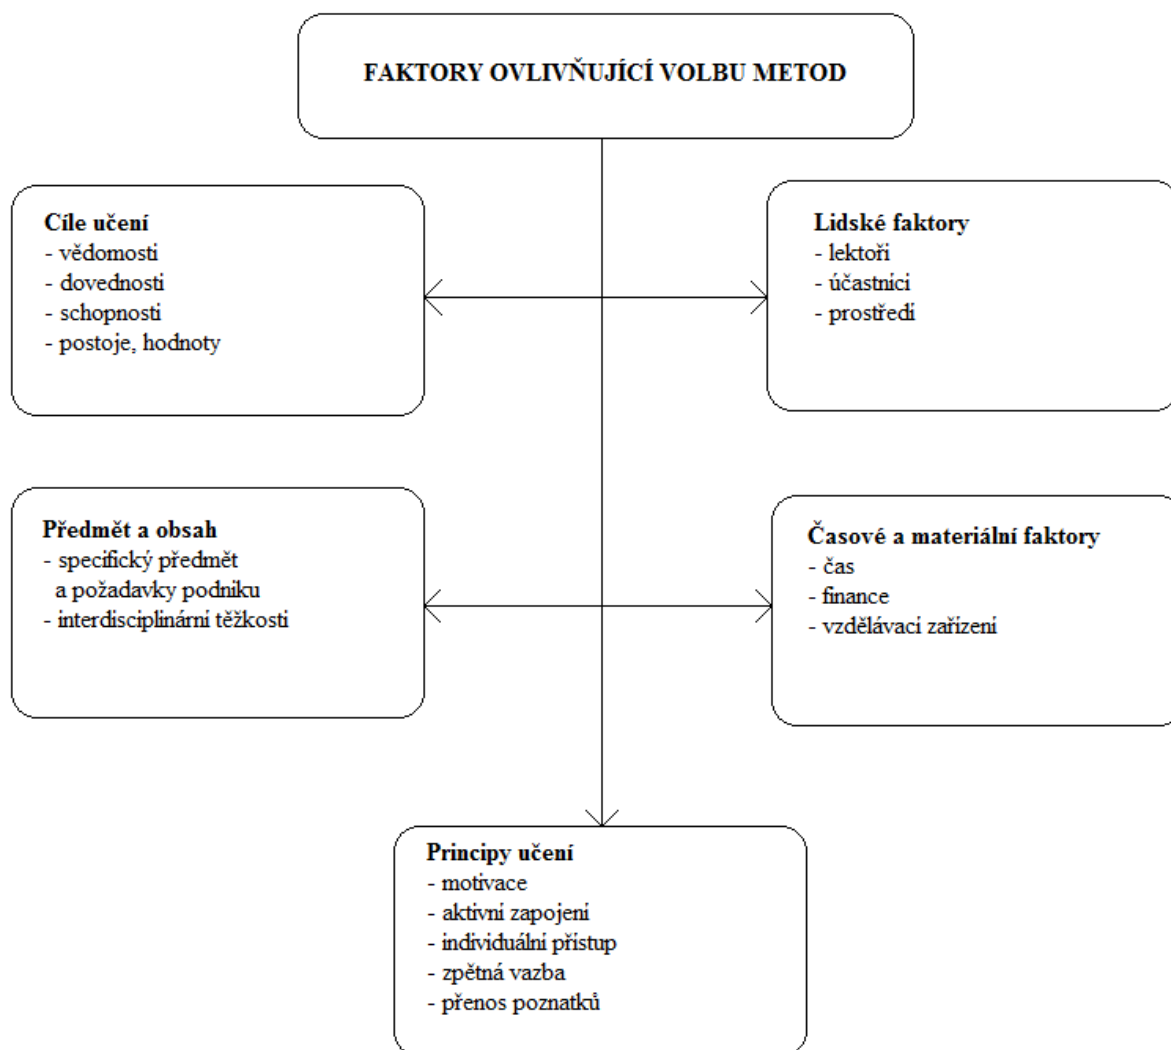 FAKTORY OVLIVŇUJÍCÍ VOLBU METOD
Cíle učení
- vědomosti
- dovednosti
- schopnosti
- postoje, hodnoty
Lidské faktory
- lektoři
- účastníci
- prostředí
Předmět a obsah
- specifický předmět
a požadavky podniku
- interdisciplinární těžkosti
Časové a materiální faktory
- čas
- finance
- vzdělávací zařízení
Principy učení
- motivace
- aktivní zapojení
- individuální přístup
- zpětná vazba
- přenos poznatků